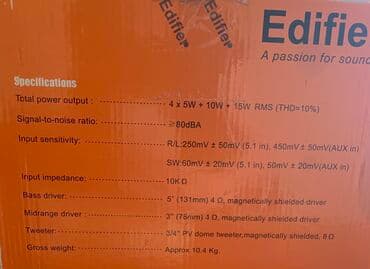 Edifier
Edifier
Edifie
A passion for sound
Specifications
Total power output : 4 x 5W + 10W + 15W RMS (THD=10%)
Signal-to-noise ratio: ≥80dBA
Input sensitivity: R/L:250mV ± 50mV (5.1 in), 450mV ± 50mV(AUX in)
SW:60mV ± 20mV (5.1 in), 50mV ± 20mV(AUX in)
Input impedance: 10KΩ
Bass driver: 5" (131mm) 4 Ω, magnetically shielded driver
Midrange driver : 3" (78mm) 4 Ω, magnetically shielded driver
Tweeter: 3/4" PV dome tweeter,magnetically shielded, 8 Ω
Gross weight: Approx.10.4 Kg.